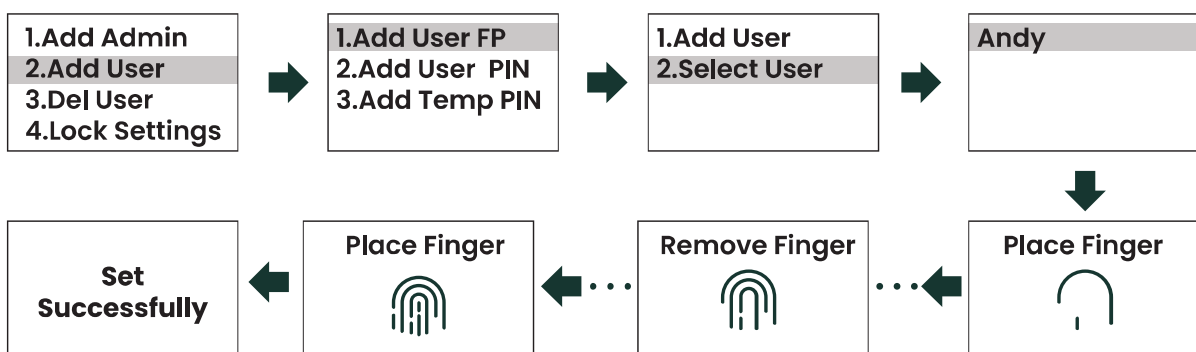 1.Add Admin
2.Add User
3.Del User
4.Lock Settings
1.Add User FP
2.Add User PIN
3.Add Temp PIN
1.Add User
2.Select User
Andy
Place Finger
Remove Finger
Place Finger
Set
Successfully